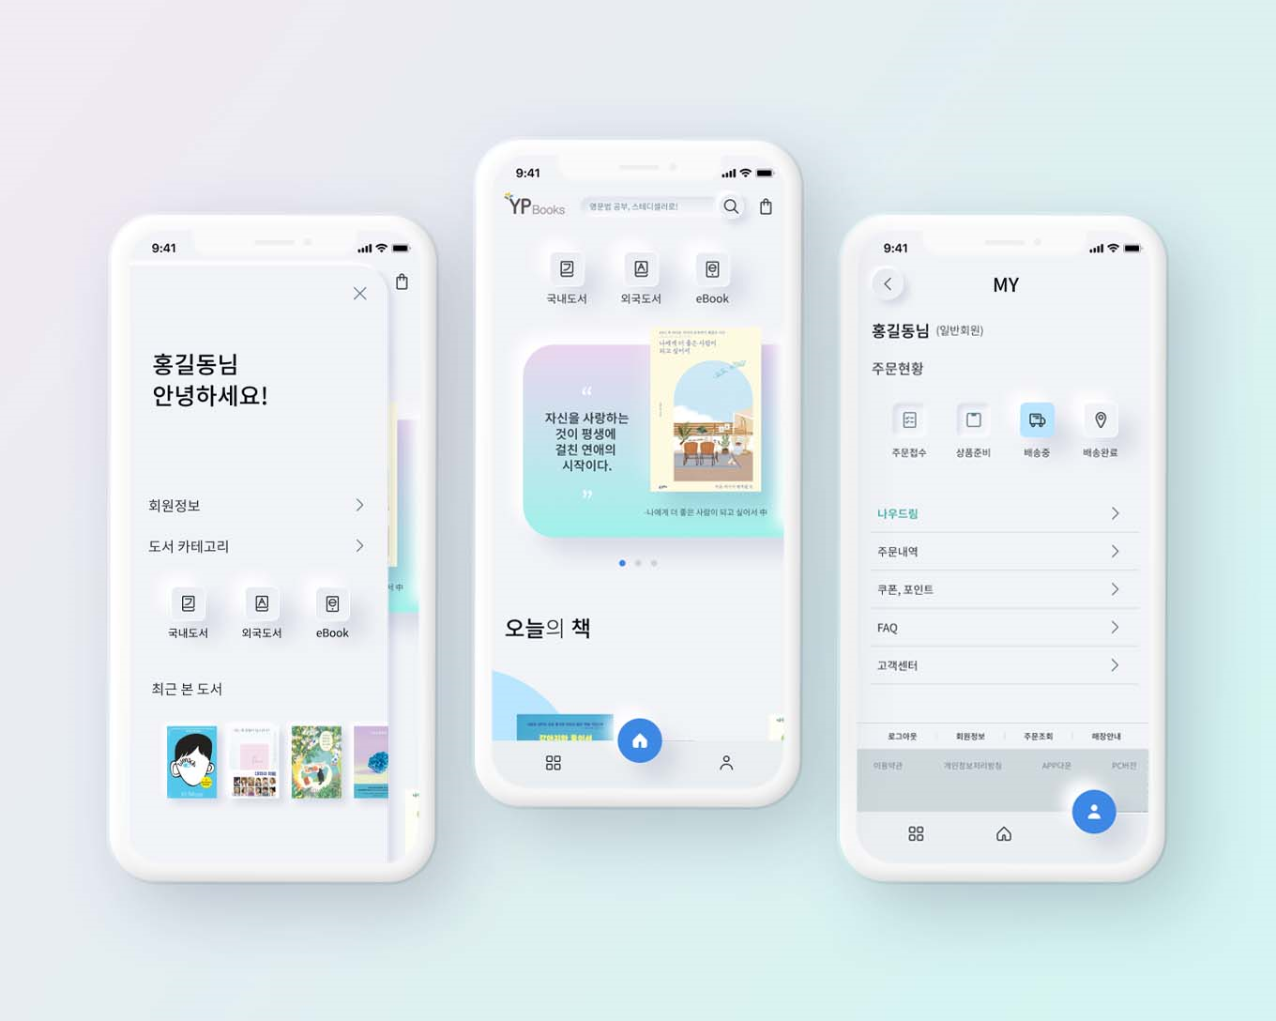 9:41
홍길동님
안녕하세요!
회원정보
도서 카테고리
국내도서
외국도서
eBook
최근 본 도서
9:41
YP Books
영문법 공부, 스테디셀러로!
국내도서
외국도서
eBook
“
자신을 사랑하는
것이 평생에
걸친 연애의
시작이다.
”
나에게 더 좋은 사람이
되고 싶어서
-나에게 더 좋은 사람이 되고 싶어서 中
오늘의 책
9:41
MY
홍길동님 (일반회원)
주문현황
주문접수
상품준비
배송중
배송완료
나우드림
주문내역
쿠폰, 포인트
FAQ
고객센터
로그아웃
회원정보
주문조회
매장안내
이용약관
개인정보처리방침
APP다운
PC버전